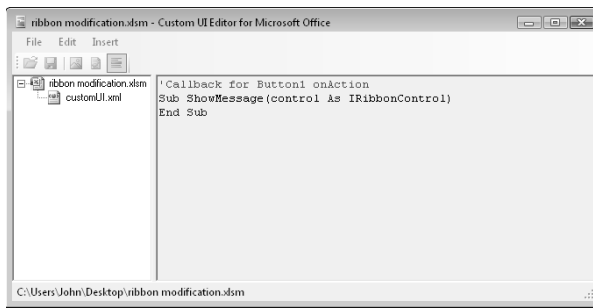 ribbon modification.xlsm - Custom UI Editor for Microsoft Office
File Edit Insert
ribbon modification.xlsm
customUI.xml
'Callback for Button1 onAction
Sub ShowMessage(control As IRibbonControl)
End Sub
C:\Users\John\Desktop\ribbon modification.xlsm